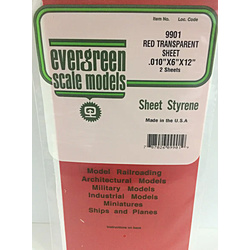 Item No. Loc. Code
9901
RED TRANSPARENT
SHEET
.010"X6"X12"
2 Sheets
evergreen
scale models
Sheet Styrene
Made in the U.S.A
Model Railroading
Architectural Models
Military Models
Industrial Models
Miniatures
Ships and Planes